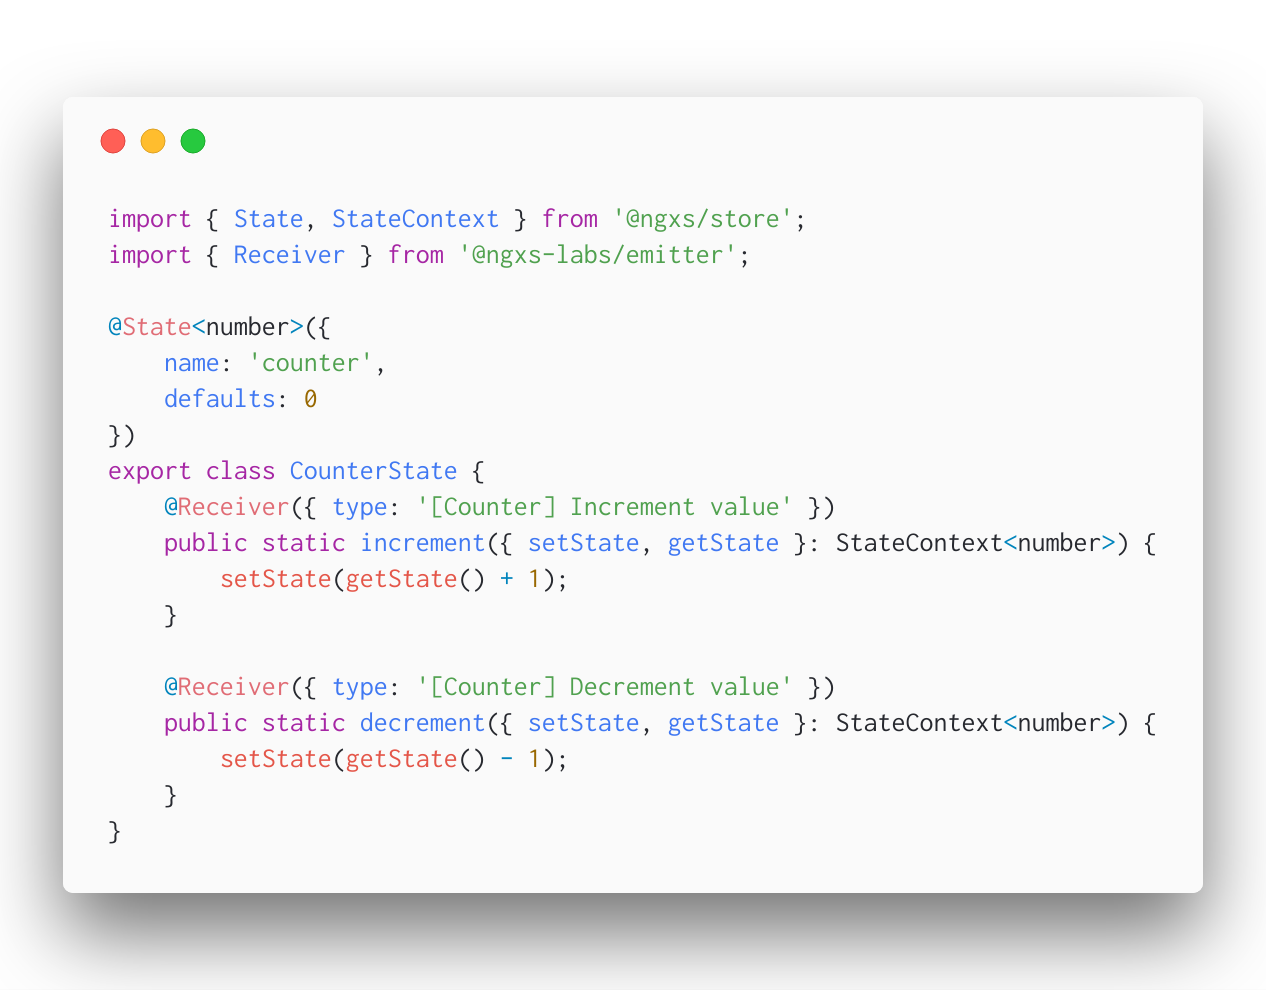 import { State, StateContext } from '@ngxs/store';
import { Receiver } from '@ngxs-labs/emitter';

@State<number>({
    name: 'counter',
    defaults: 0
})
export class CounterState {
    @Receiver({ type: '[Counter] Increment value' })
    public static increment({ setState, getState }: StateContext<number>) {
        setState(getState() + 1);
    }

    @Receiver({ type: '[Counter] Decrement value' })
    public static decrement({ setState, getState }: StateContext<number>) {
        setState(getState() - 1);
    }
}